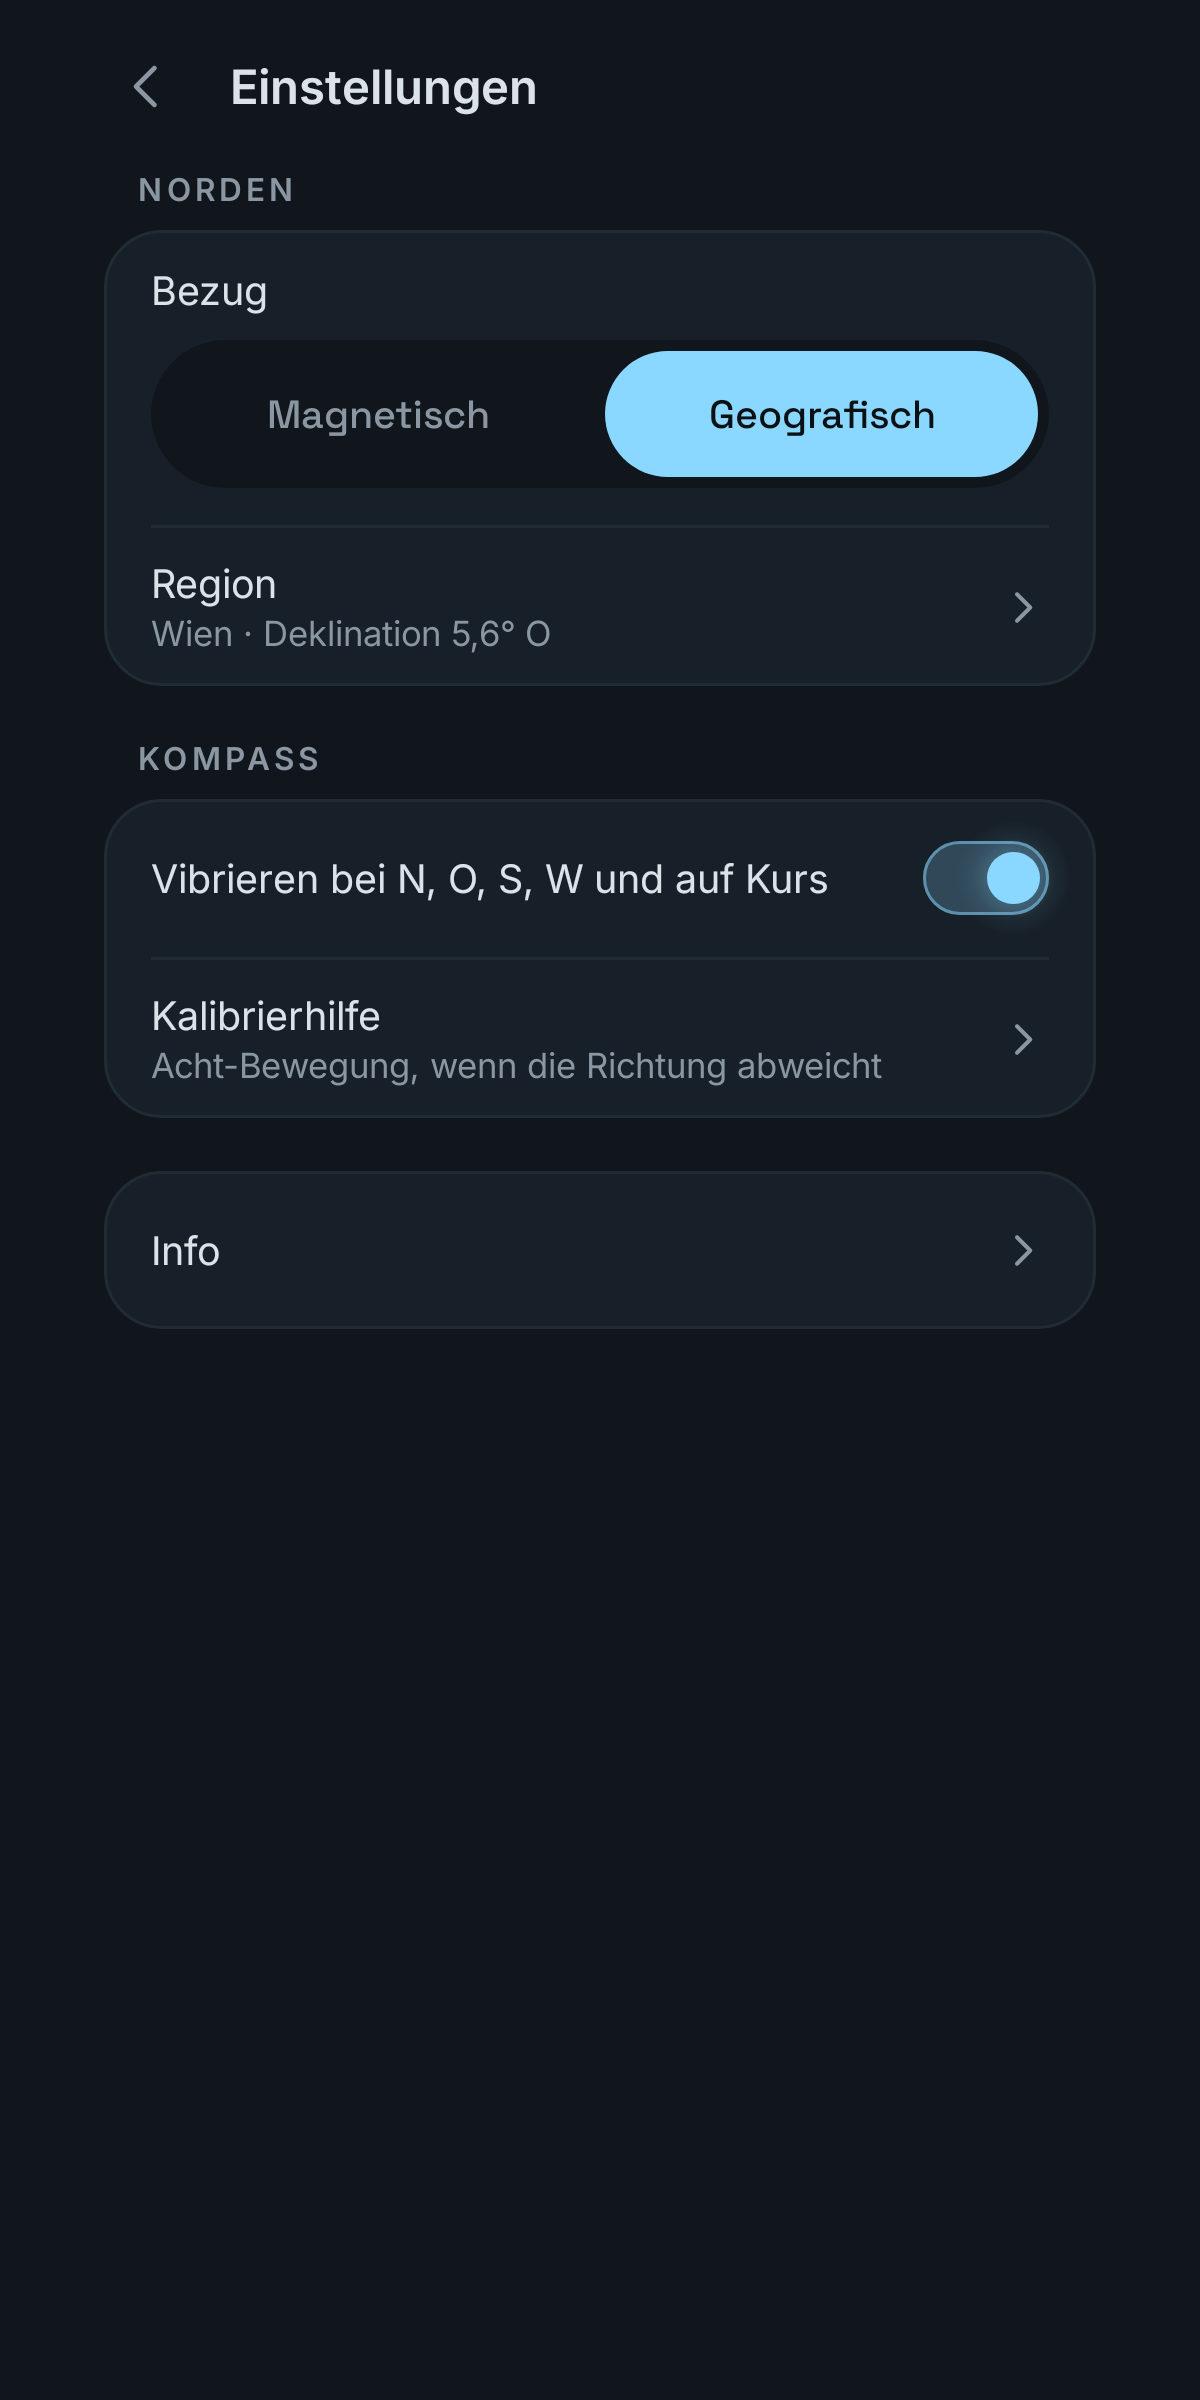 Einstellungen
NORDEN
Bezug
Magnetisch
Geografisch
Region
Wien · Deklination 5,6° O
KOMPASS
Vibrieren bei N, O, S, W und auf Kurs
Kalibrierhilfe
Acht-Bewegung, wenn die Richtung abweicht
Info